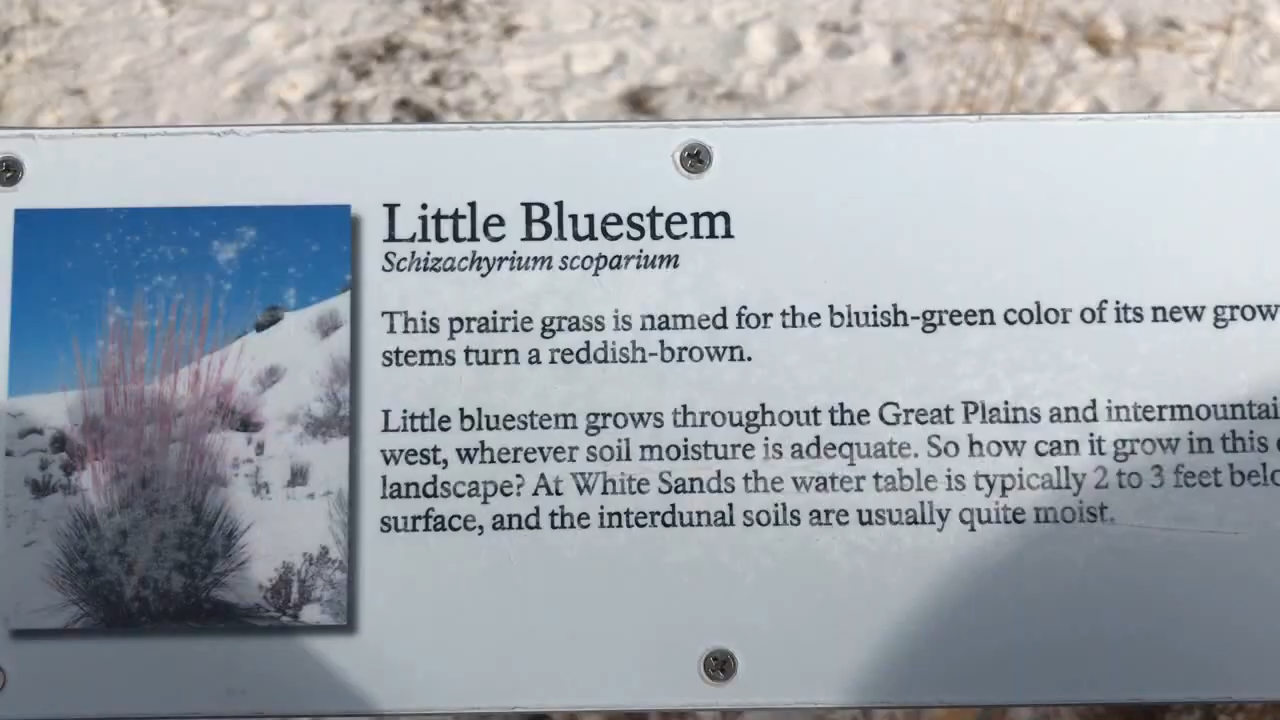 Little Bluestem
Schizachyrium scoparium
This prairie grass is named for the bluish-green color of its new grow
stems turn a reddish-brown.
Little bluestem grows throughout the Great Plains and intermountai
west, wherever soil moisture is adequate. So how can it grow in this
landscape? At White Sands the water table is typically 2 to 3 feet belo
surface, and the interdunal soils are usually quite moist.